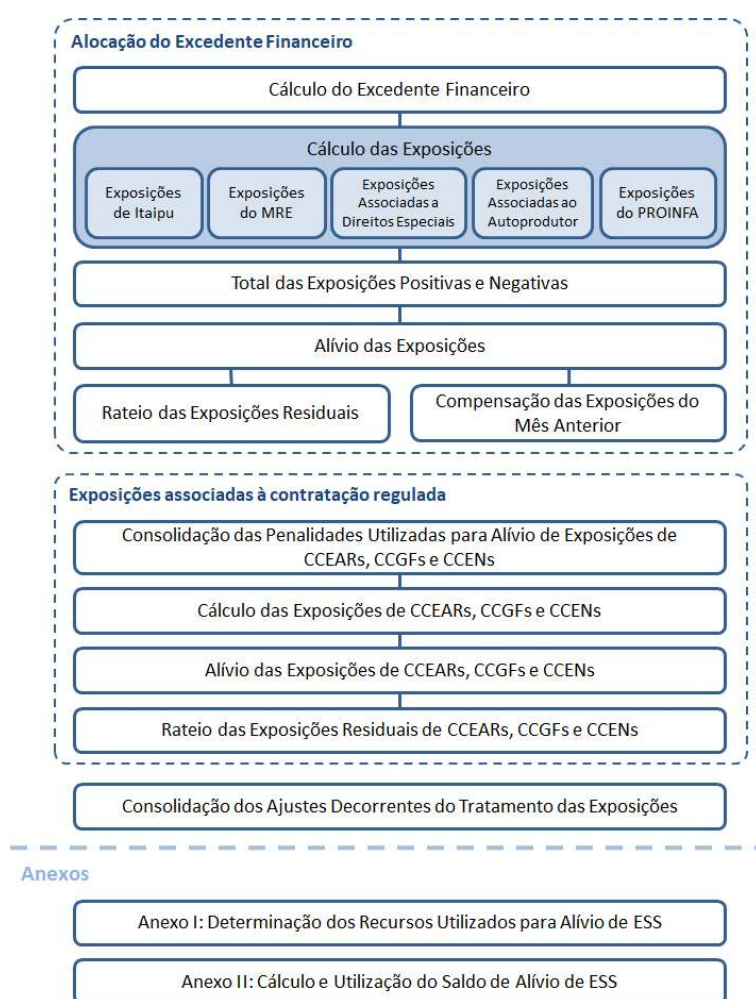 Alocação do Excedente Financeiro
Cálculo do Excedente Financeiro
Cálculo das Exposições
Exposições
de Itaipu
Exposições
do MRE
Exposições
Associadas a
Direitos Especiais
Exposições
Associadas ao
Autoprodutor
Exposições
do PROINFA
Total das Exposições Positivas e Negativas
Alívio das Exposições
Rateio das Exposições Residuais
Compensação das Exposições do
Mês Anterior
Exposições associadas à contratação regulada
Consolidação das Penalidades Utilizadas para Alívio de Exposições de
CCEARs, CCGFs e CCENs
Cálculo das Exposições de CCEARs, CCGFs e CCENs
Alívio das Exposições de CCEARs, CCGFs e CCENs
Rateio das Exposições Residuais de CCEARs, CCGFs e CCENs
Consolidação dos Ajustes Decorrentes do Tratamento das Exposições
Anexos
Anexo I: Determinação dos Recursos Utilizados para Alívio de ESS
Anexo II: Cálculo e Utilização do Saldo de Alívio de ESS